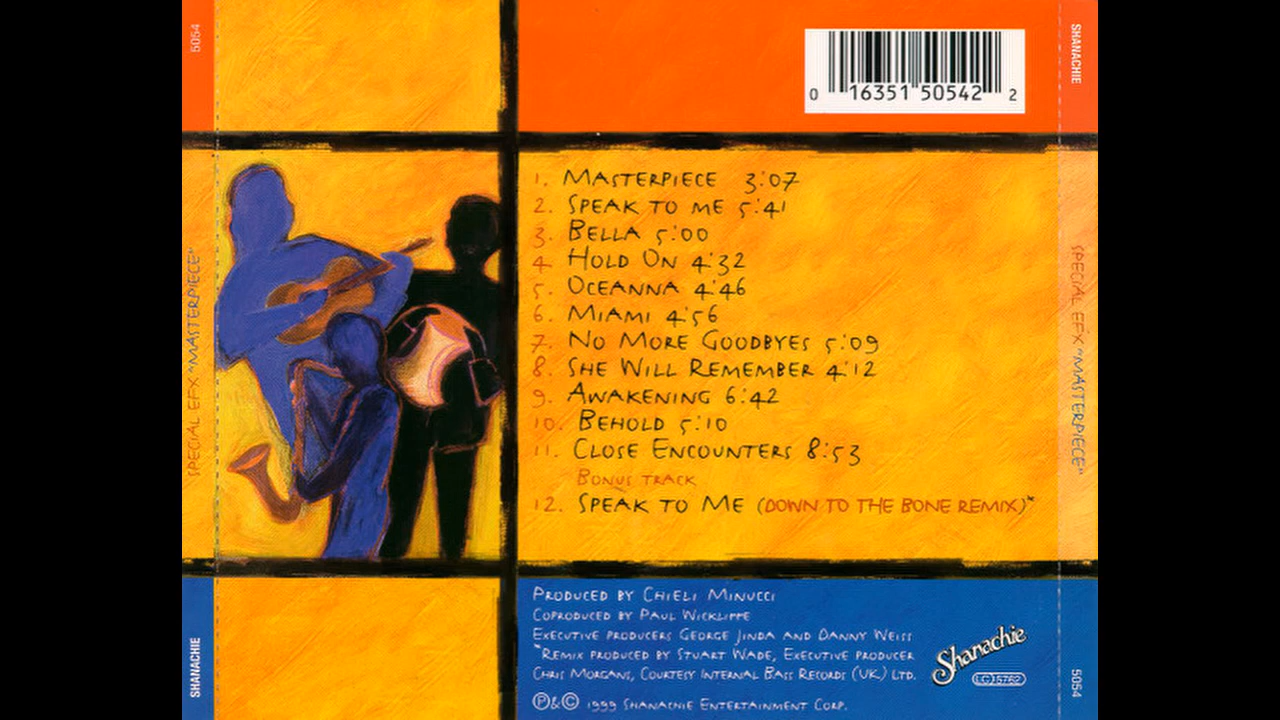 5054
SHANACHIE
0 16351 50542 2
1. MASTERPIECE 3:07
2. SPEAK TO ME 5:41
3. BELLA 5:00
4. HOLD ON 4:32
5. OCEANNA 4:46
6. MIAMI 4:56
7. NO MORE GOODBYES 5:09
8. SHE WILL REMEMBER 4:12
9. AWAKENING 6:42
10. BEHOLD 5:10
11. CLOSE ENCOUNTERS 8:53
BONUS TRACK
12. SPEAK TO ME (DOWN TO THE BONE REMIX)*
SPECIAL EFX "MASTERPIECE"
SPECIAL EFX "MASTERPIECE"
PRODUCED BY CHIELI MINUCCI
COPRODUCED BY PAUL WICKLIFFE
EXECUTIVE PRODUCERS GEORGE JINDA AND DANNY WEISS
*REMIX PRODUCED BY STUART WADE, EXECUTIVE PRODUCER
CHRIS MORGANS, COURTESY INTERNAL BASS RECORDS (UK) LTD.
℗&© 1999 SHANACHIE ENTERTAINMENT CORP.
Shanachie
LC 5762
SHANACHIE
5054